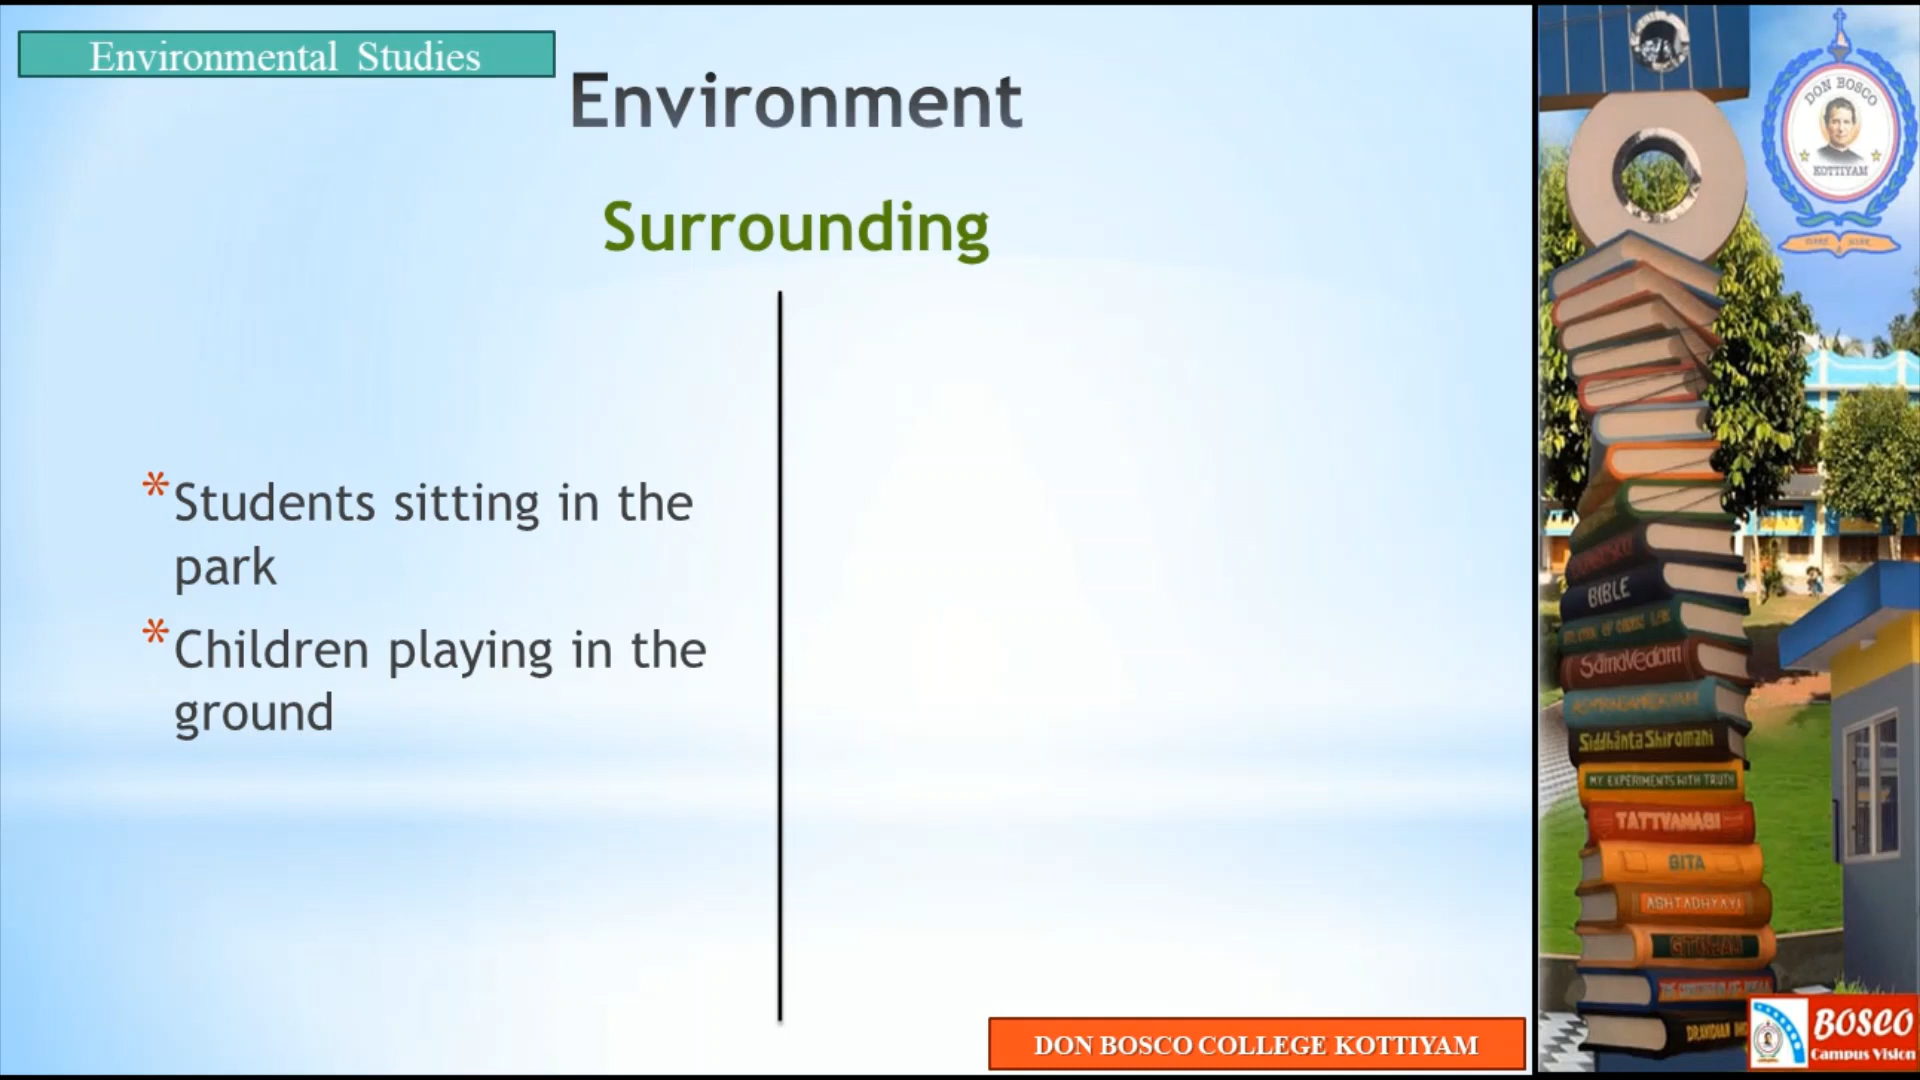 Environmental Studies
Environment
Surrounding
*Students sitting in the
park
*Children playing in the
ground
DON BOSCO COLLEGE KOTTIYAM
DON BOSCO
KOTTIYAM
BIBLE
SamaVedam
Siddhanta Shiromani
MY EXPERIMENTS WITH TRUTH
GITA
ASHTADHYAYI
BOSCO
Campus Vision